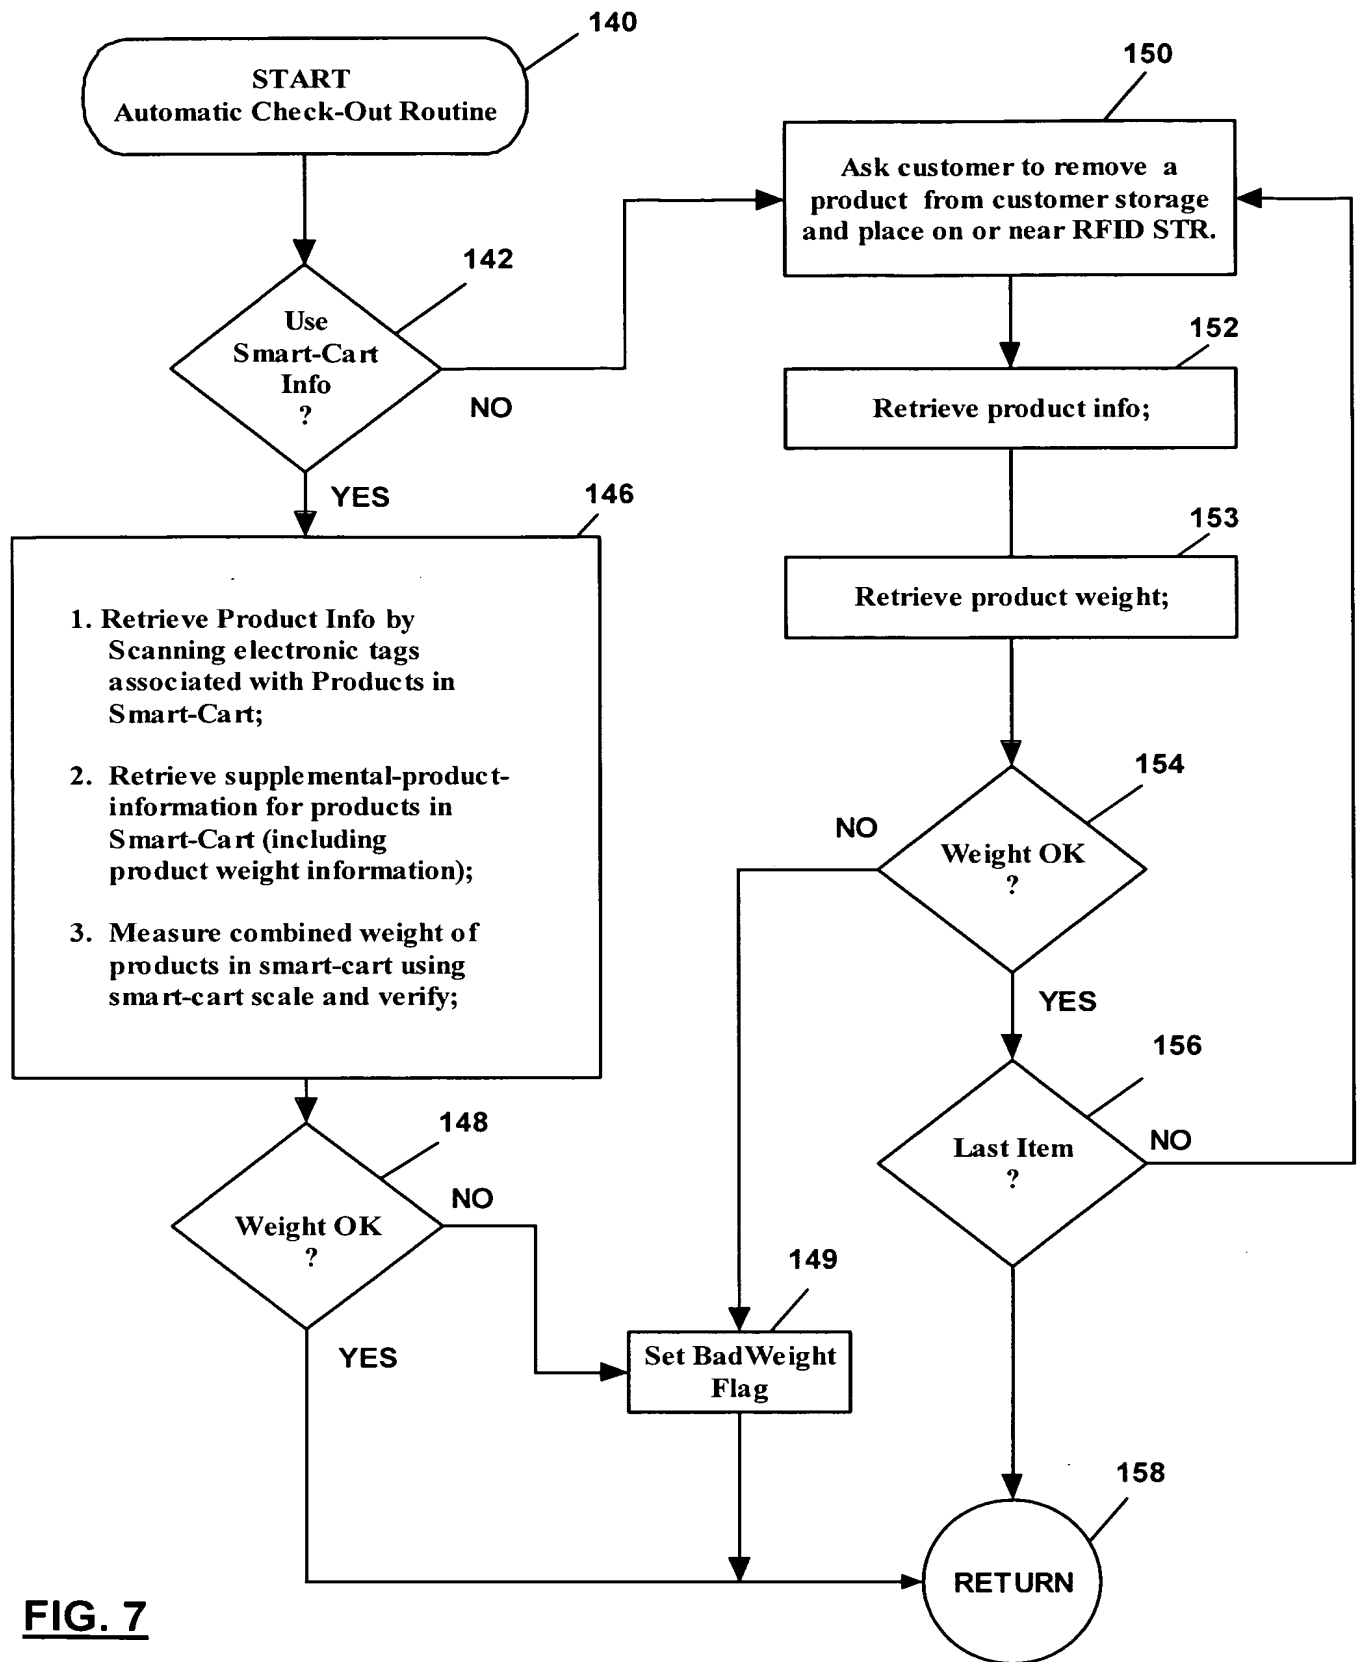 140
START
Automatic Check-Out Routine
150
Ask customer to remove a
product from customer storage
and place on or near RFID STR.
142
Use
Smart-Cart
Info
?
NO
YES
152
Retrieve product info;
146
153
Retrieve product weight;
1. Retrieve Product Info by
Scanning electronic tags
associated with Products in
Smart-Cart;
2. Retrieve supplemental-product-
information for products in
Smart-Cart (including
product weight information);
3. Measure combined weight of
products in smart-cart using
smart-cart scale and verify;
154
NO
Weight OK
?
YES
156
Last Item
?
NO
148
NO
Weight OK
?
YES
149
Set BadWeight
Flag
158
RETURN
FIG. 7